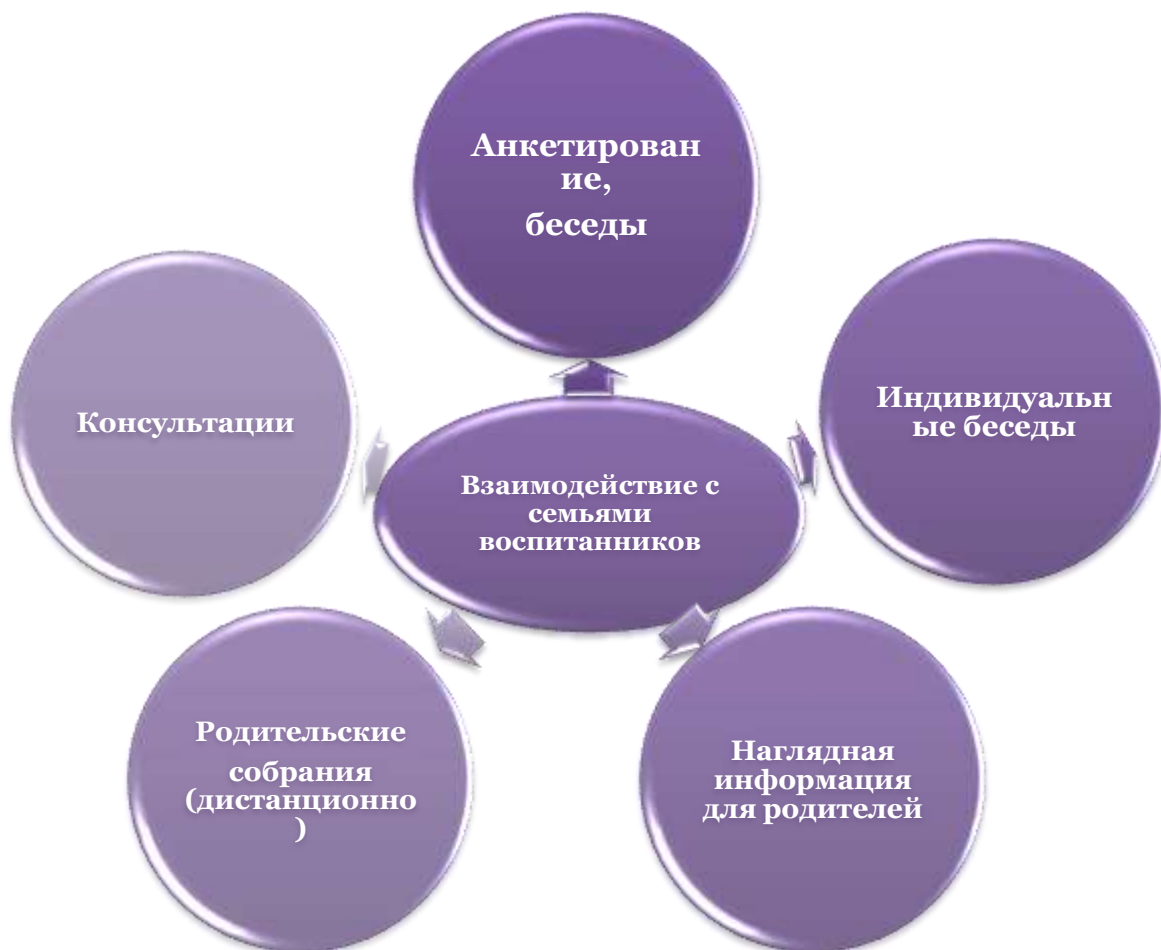 Анкетирован
ие,
беседы
Индивидуальн
ые беседы
Наглядная
информация
для родителей
Родительские
собрания
(дистанционно
)
Консультации
Взаимодействие с
семьями
воспитанников